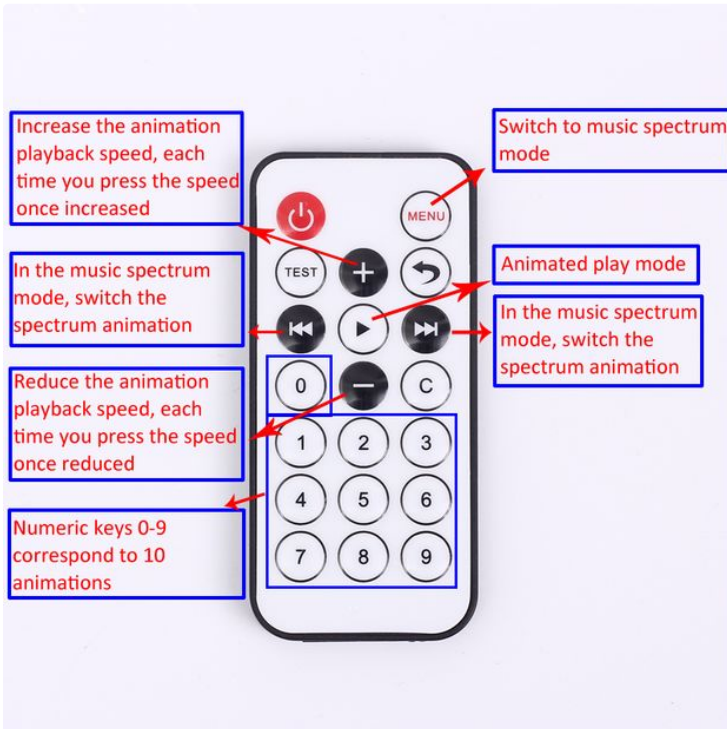 Increase the animation
playback speed, each
time you press the speed
once increased
Switch to music spectrum
mode
MENU
TEST
+
In the music spectrum
mode, switch the
spectrum animation
Animated play mode
In the music spectrum
mode, switch the
spectrum animation
Reduce the animation
playback speed, each
time you press the speed
once reduced
0
−
C
1 2 3
4 5 6
7 8 9
Numeric keys 0-9
correspond to 10
animations